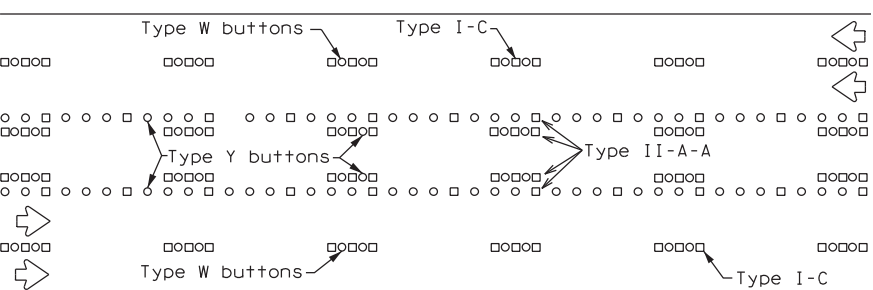 Type W buttons
Type I-C
Type Y buttons
Type II-A-A
Type W buttons
Type I-C